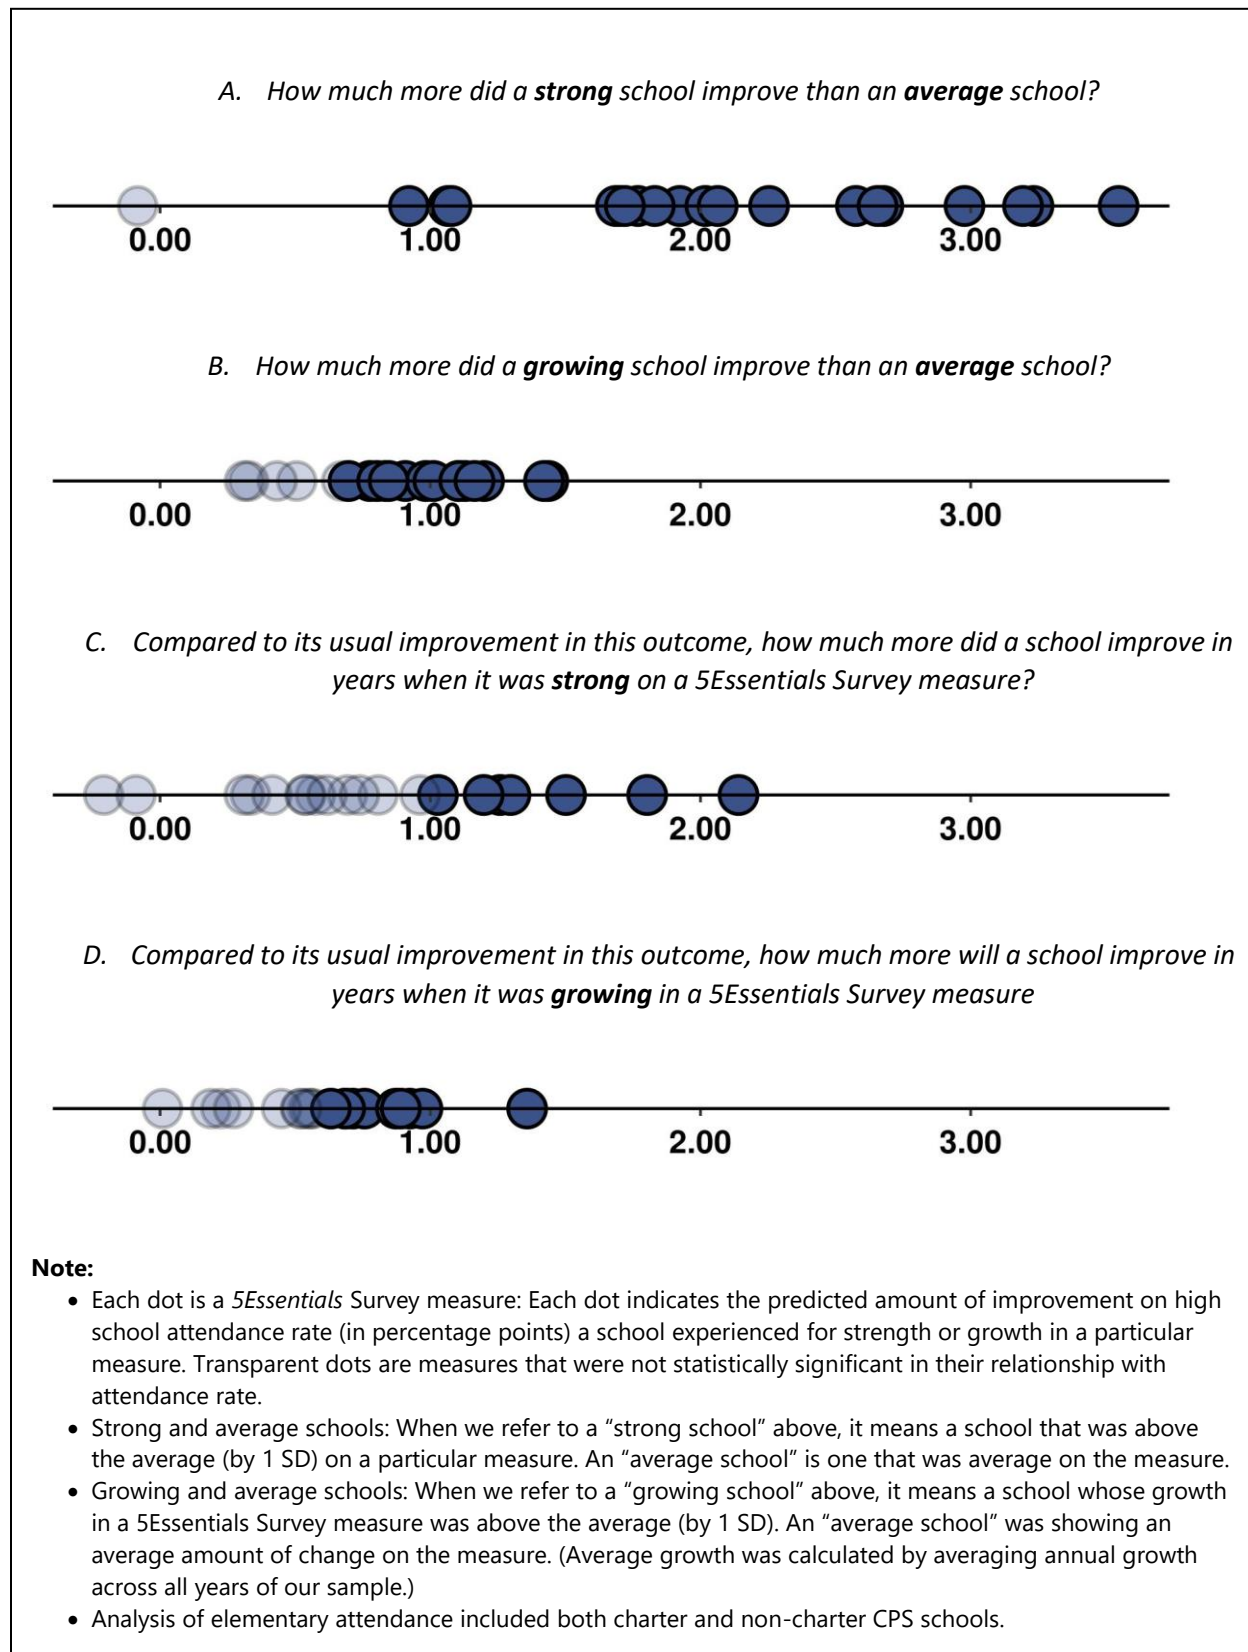 A. How much more did a strong school improve than an average school?
0.00 1.00 2.00 3.00
B. How much more did a growing school improve than an average school?
0.00 1.00 2.00 3.00
C. Compared to its usual improvement in this outcome, how much more did a school improve in
years when it was strong on a 5Essentials Survey measure?
0.00 1.00 2.00 3.00
D. Compared to its usual improvement in this outcome, how much more will a school improve in
years when it was growing in a 5Essentials Survey measure
0.00 1.00 2.00 3.00
Note:
• Each dot is a 5Essentials Survey measure: Each dot indicates the predicted amount of improvement on high
school attendance rate (in percentage points) a school experienced for strength or growth in a particular
measure. Transparent dots are measures that were not statistically significant in their relationship with
attendance rate.
• Strong and average schools: When we refer to a “strong school” above, it means a school that was above
the average (by 1 SD) on a particular measure. An “average school” is one that was average on the measure.
• Growing and average schools: When we refer to a “growing school” above, it means a school whose growth
in a 5Essentials Survey measure was above the average (by 1 SD). An “average school” was showing an
average amount of change on the measure. (Average growth was calculated by averaging annual growth
across all years of our sample.)
• Analysis of elementary attendance included both charter and non-charter CPS schools.